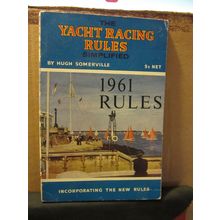 THE
YACHT RACING
RULES
SIMPLIFIED
BY HUGH SOMERVILLE 5s NET
1961
RULES
INCORPORATING THE NEW RULES